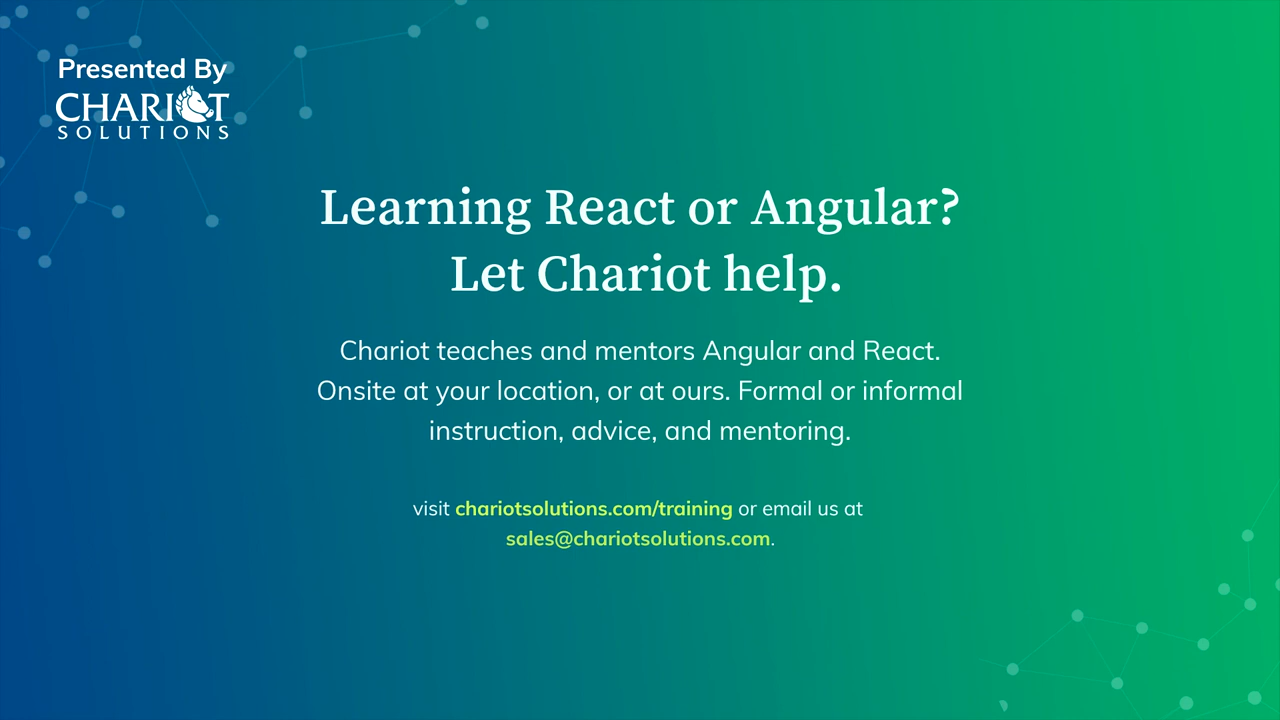 Presented By
CHARIOT
SOLUTIONS
Learning React or Angular?
Let Chariot help.
Chariot teaches and mentors Angular and React.
Onsite at your location, or at ours. Formal or informal
instruction, advice, and mentoring.
visit chariotsolutions.com/training or email us at
sales@chariotsolutions.com.